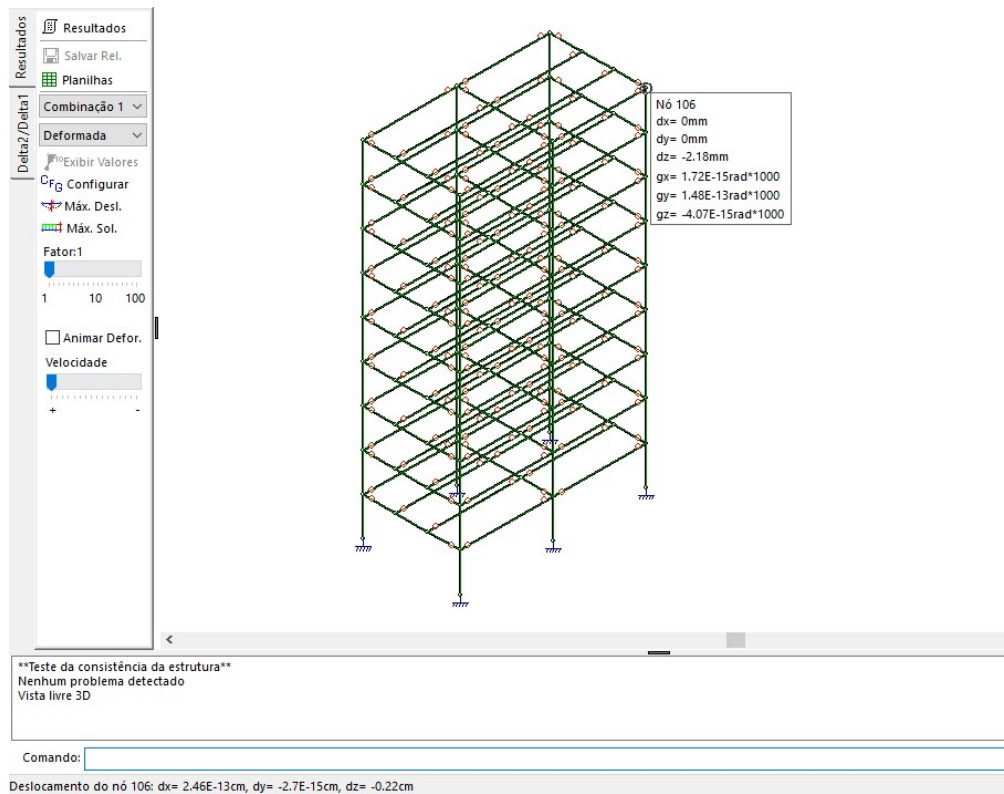 Resultados
Delta2/Delta1
Resultados
Salvar Rel.
Planilhas
Combinação 1
Deformada
Exibir Valores
CFG Configurar
Máx. Desl.
Máx. Sol.
Fator:1
1 10 100
Animar Defor.
Velocidade
+ -
Nó 106
dx= 0mm
dy= 0mm
dz= -2.18mm
gx= 1.72E-15rad*1000
gy= 1.48E-13rad*1000
gz= -4.07E-15rad*1000
**Teste da consistência da estrutura**
Nenhum problema detectado
Vista livre 3D
Comando:
Deslocamento do nó 106: dx= 2.46E-13cm, dy= -2.7E-15cm, dz= -0.22cm